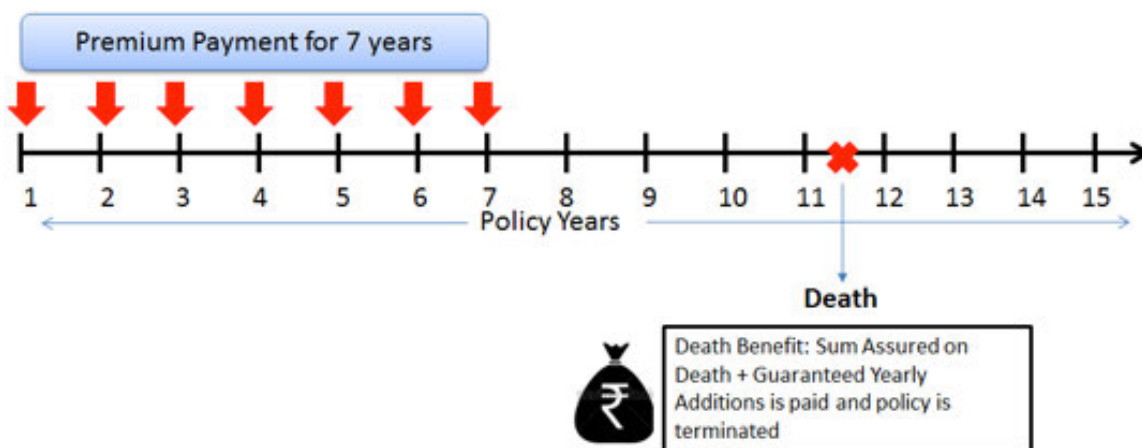 Premium Payment for 7 years
1 2 3 4 5 6 7 8 9 10 11 12 13 14 15
Policy Years
Death
₹
Death Benefit: Sum Assured on
Death + Guaranteed Yearly
Additions is paid and policy is
terminated